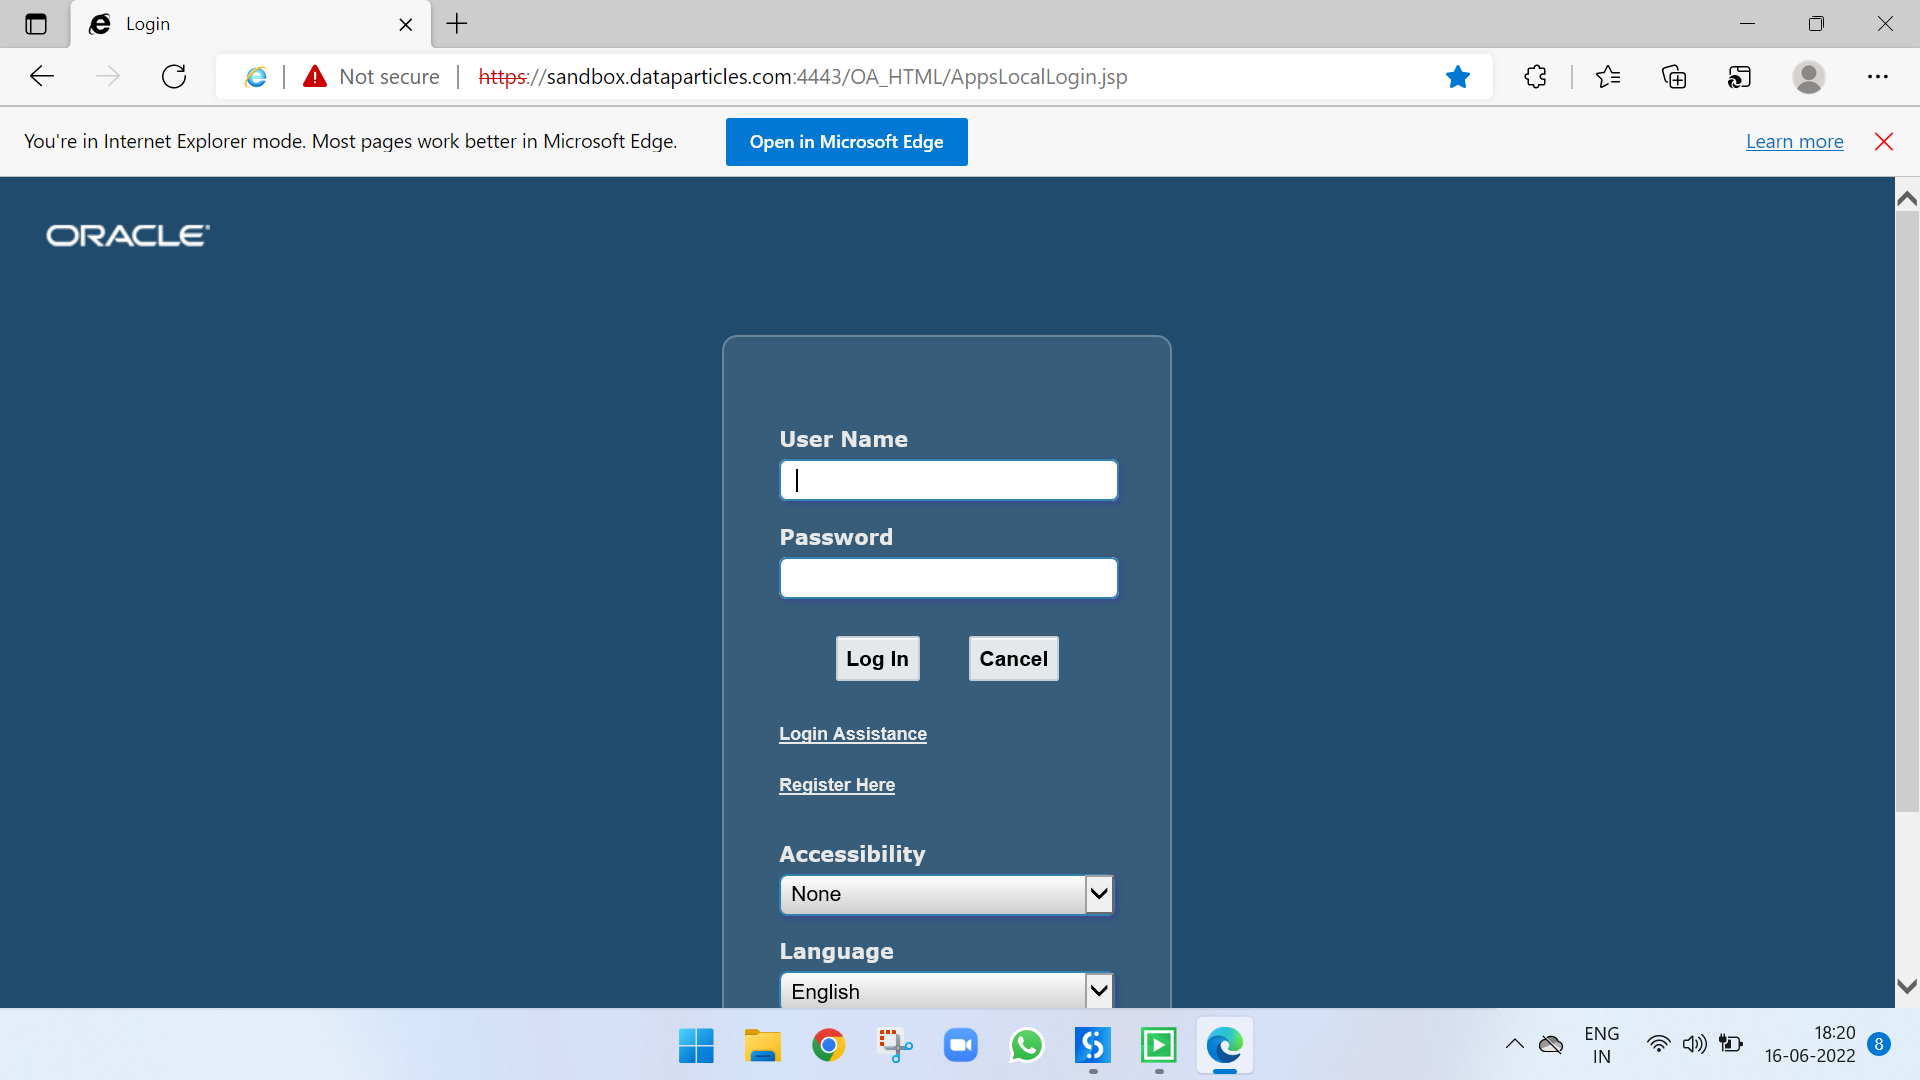 Login
Not secure
https://sandbox.dataparticles.com:4443/OA_HTML/AppsLocalLogin.jsp
You're in Internet Explorer mode. Most pages work better in Microsoft Edge.
Open in Microsoft Edge
Learn more
ORACLE
User Name
Password
Log In
Cancel
Login Assistance
Register Here
Accessibility
None
Language
English
ENG
IN
18:20
16-06-2022
8